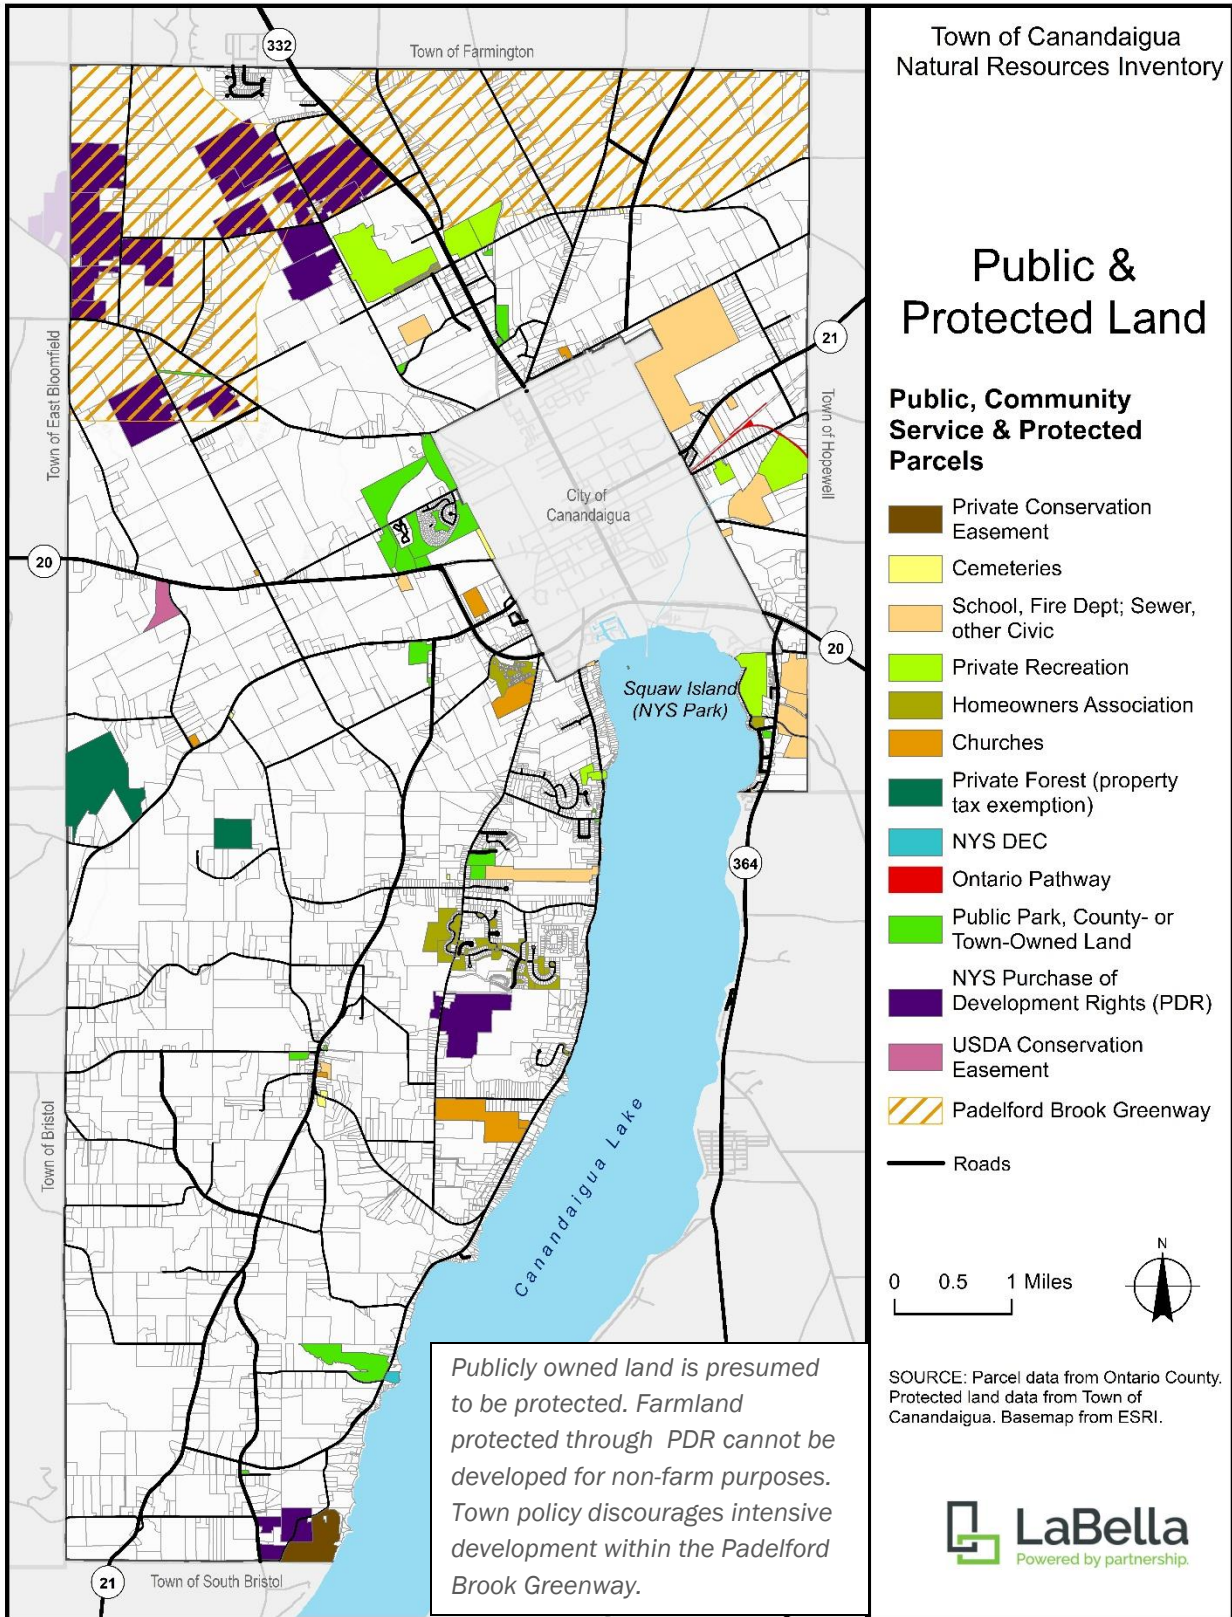 332
Town of Farmington
Town of East Bloomfield
21
Town of Hopewell
City of
Canandaigua
20
20
Squaw Island
(NYS Park)
364
Town of Bristol
Canandaigua Lake
21
Town of South Bristol
Publicly owned land is presumed
to be protected. Farmland
protected through PDR cannot be
developed for non-farm purposes.
Town policy discourages intensive
development within the Padelford
Brook Greenway.
Town of Canandaigua
Natural Resources Inventory
Public &
Protected Land
Public, Community
Service & Protected
Parcels
Private Conservation
Easement
Cemeteries
School, Fire Dept; Sewer,
other Civic
Private Recreation
Homeowners Association
Churches
Private Forest (property
tax exemption)
NYS DEC
Ontario Pathway
Public Park, County- or
Town-Owned Land
NYS Purchase of
Development Rights (PDR)
USDA Conservation
Easement
Padelford Brook Greenway
Roads
N
0 0.5 1 Miles
SOURCE: Parcel data from Ontario County.
Protected land data from Town of
Canandaigua. Basemap from ESRI.
LaBella
Powered by partnership.